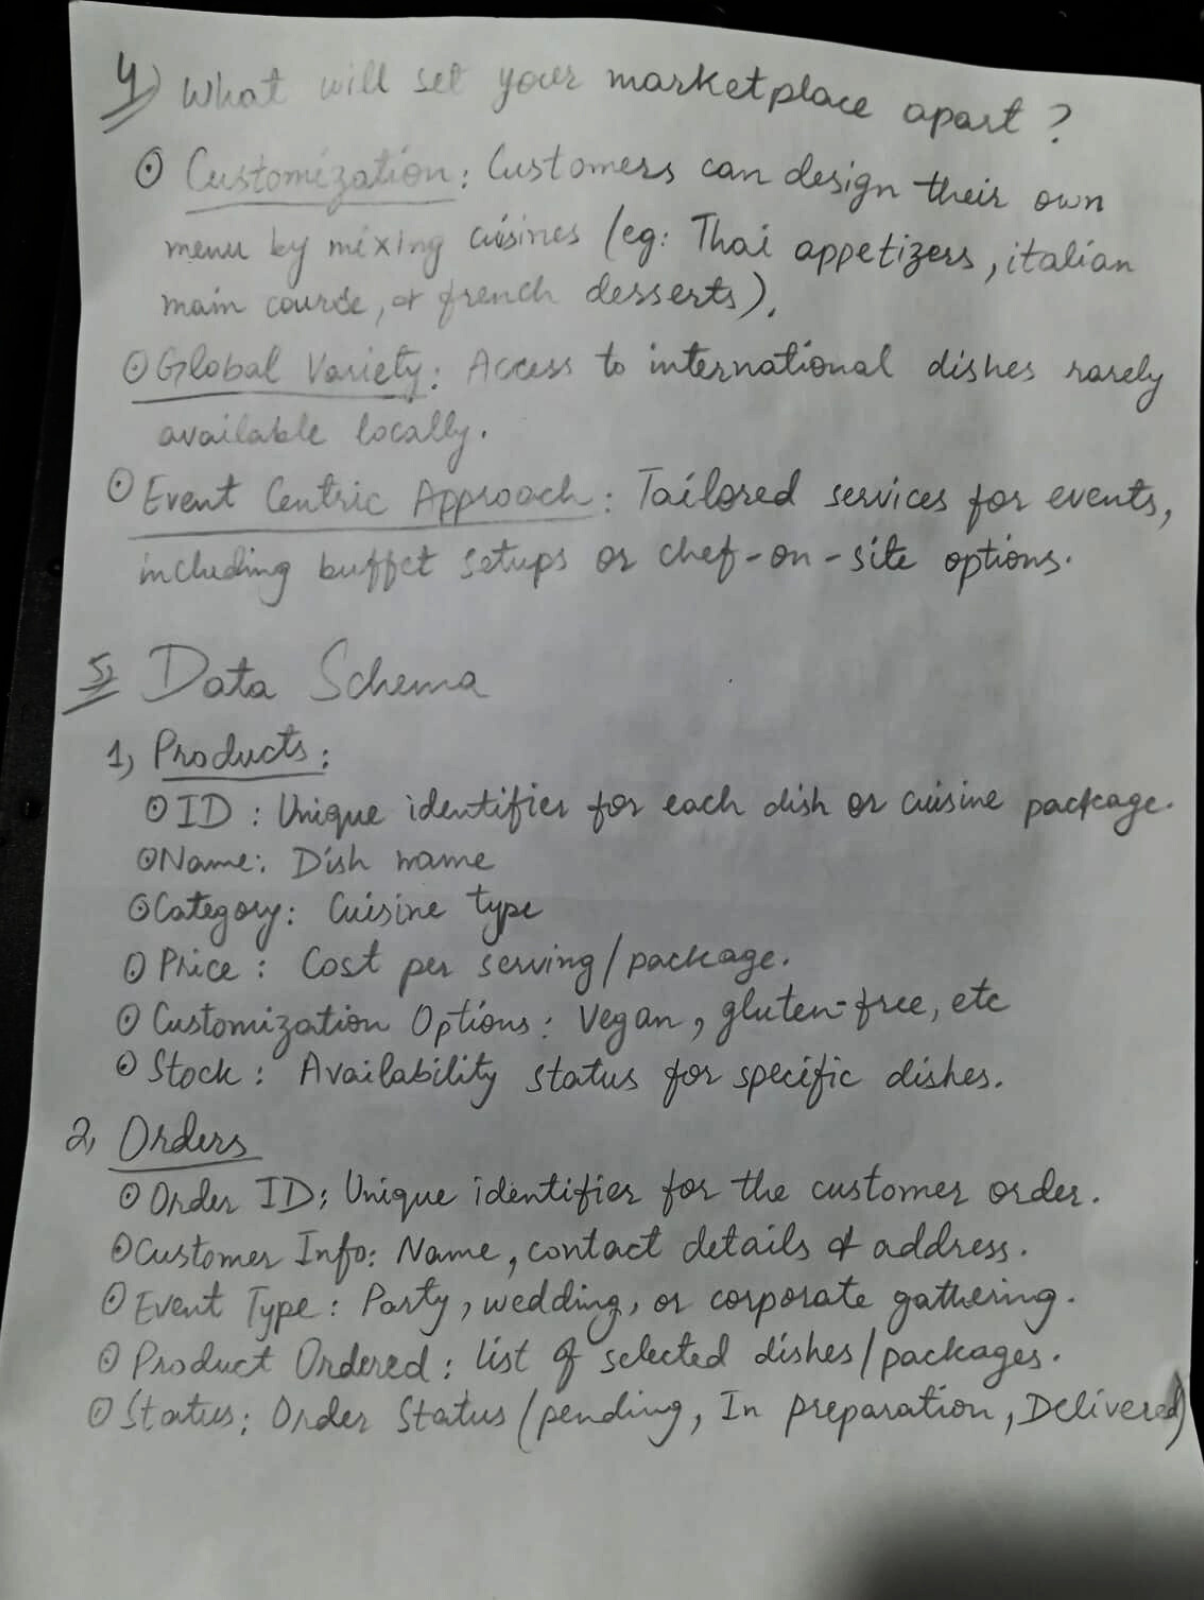 4) What will set your marketplace apart?
⊙ Customization: Customers can design their own
menu by mixing cuisines (eg: Thai appetizers, italian
main course, & french desserts).
⊙ Global Variety: Access to international dishes rarely
available locally.
⊙ Event Centric Approach: Tailored services for events,
including buffet setups or chef-on-site options.
5) Data Schema
1) Products:
⊙ ID : Unique identifier for each dish or cuisine package.
⊙ Name: Dish name
⊙ Category: Cuisine type
⊙ Price : Cost per serving/package.
⊙ Customization Options: Vegan, gluten-free, etc
⊙ Stock: Availability status for specific dishes.
2) Orders
⊙ Order ID: Unique identifier for the customer order.
⊙ Customer Info: Name, contact details & address.
⊙ Event Type: Party, wedding, or corporate gathering.
⊙ Product Ordered: list of selected dishes/packages.
⊙ Status: Order Status (pending, In preparation, Delivered)